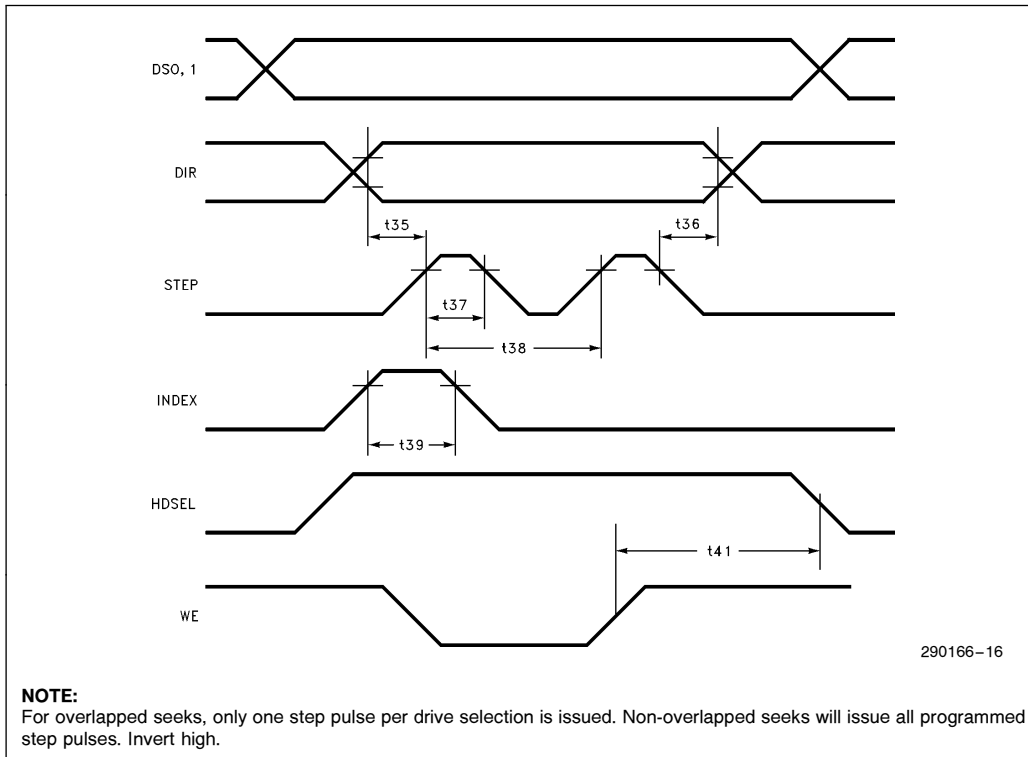 DSO, 1
DIR
t35
t36
STEP
t37
t38
INDEX
t39
HDSEL
t41
WE
290166–16
NOTE:
For overlapped seeks, only one step pulse per drive selection is issued. Non-overlapped seeks will issue all programmed
step pulses. Invert high.